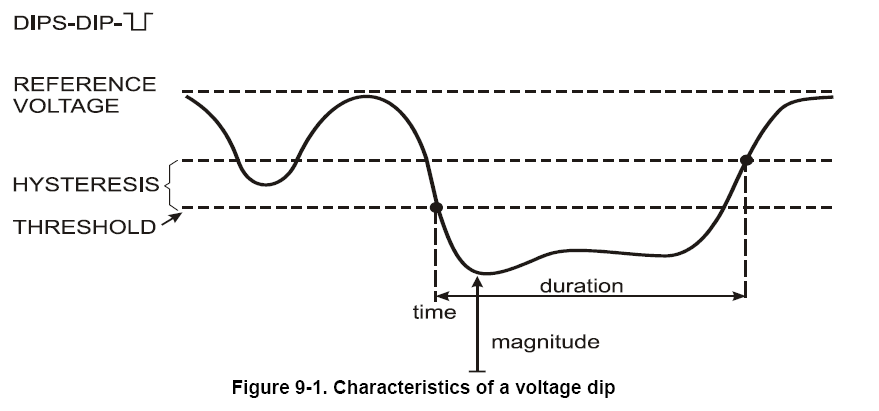 DIPS-DIP-
REFERENCE
VOLTAGE
HYSTERESIS
THRESHOLD
duration
time
magnitude
Figure 9-1. Characteristics of a voltage dip